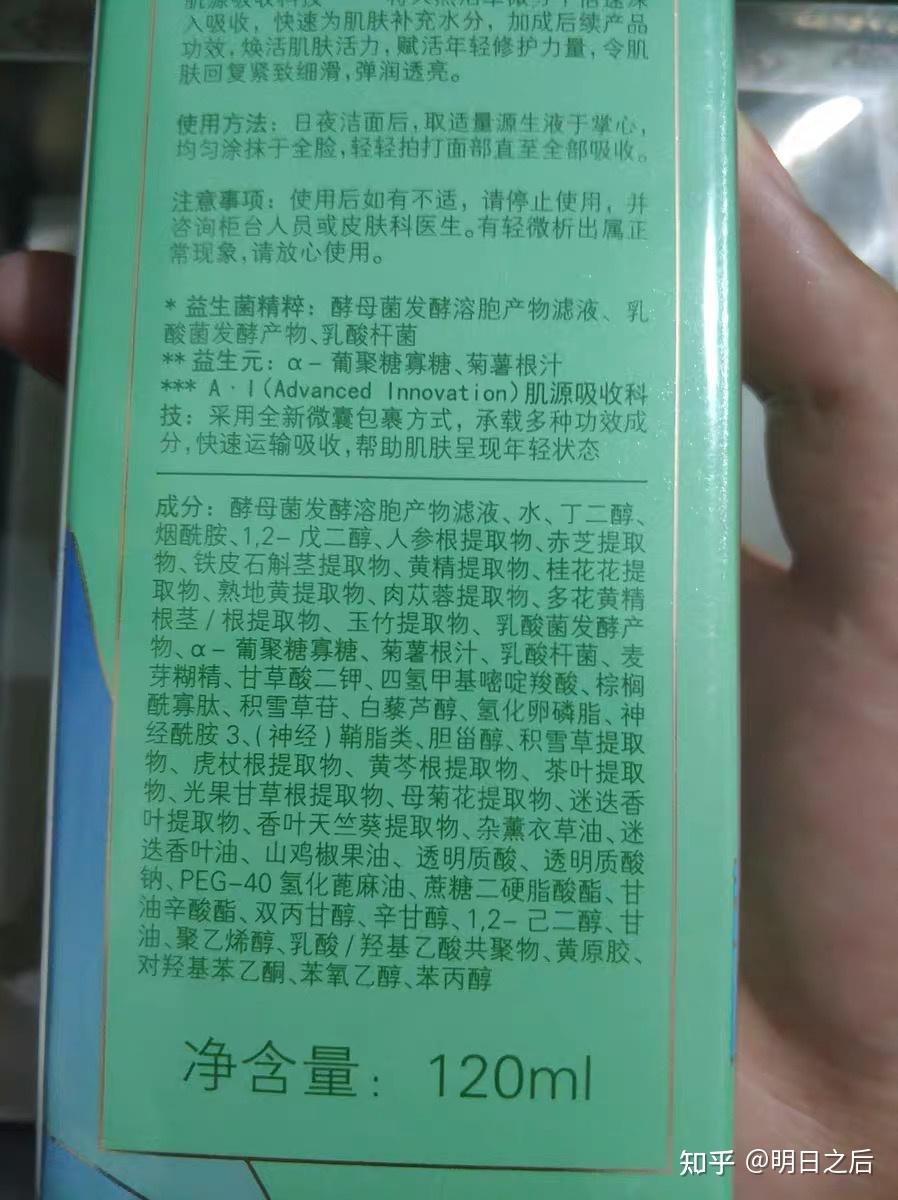 入吸收，快速为肌肤补充水分，加成后续产品
功效，焕活肌肤活力，赋活年轻修护力量，令肌
肤回复紧致细滑，弹润透亮。
使用方法：日夜洁面后，取适量源生液于掌心，
均匀涂抹于全脸，轻轻拍打面部直至全部吸收。
注意事项：使用后如有不适，请停止使用，并
咨询柜台人员或皮肤科医生。有轻微析出属正
常现象，请放心使用。
* 益生菌精粹：酵母菌发酵溶胞产物滤液、乳
酸菌发酵产物、乳酸杆菌
** 益生元：α-葡聚糖寡糖、菊薯根汁
*** A·I(Advanced Innovation)肌源吸收科
技：采用全新微囊包裹方式，承载多种功效成
分，快速运输吸收，帮助肌肤呈现年轻状态
成分：酵母菌发酵溶胞产物滤液、水、丁二醇、
烟酰胺、1,2-戊二醇、人参根提取物、赤芝提取
物、铁皮石斛茎提取物、黄精提取物、桂花花提
取物、熟地黄提取物、肉苁蓉提取物、多花黄精
根茎/根提取物、玉竹提取物、乳酸菌发酵产
物、α-葡聚糖寡糖、菊薯根汁、乳酸杆菌、麦
芽糊精、甘草酸二钾、四氢甲基嘧啶羧酸、棕榈
酰寡肽、积雪草苷、白藜芦醇、氢化卵磷脂、神
经酰胺3、(神经)鞘脂类、胆甾醇、积雪草提取
物、虎杖根提取物、黄芩根提取物、茶叶提取
物、光果甘草根提取物、母菊花提取物、迷迭香
叶提取物、香叶天竺葵提取物、杂薰衣草油、迷
迭香叶油、山鸡椒果油、透明质酸、透明质酸
钠、PEG-40氢化蓖麻油、蔗糖二硬脂酸酯、甘
油辛酸酯、双丙甘醇、辛甘醇、1,2-己二醇、甘
油、聚乙烯醇、乳酸/羟基乙酸共聚物、黄原胶、
对羟基苯乙酮、苯氧乙醇、苯丙醇
净含量：120ml
知乎 @明日之后